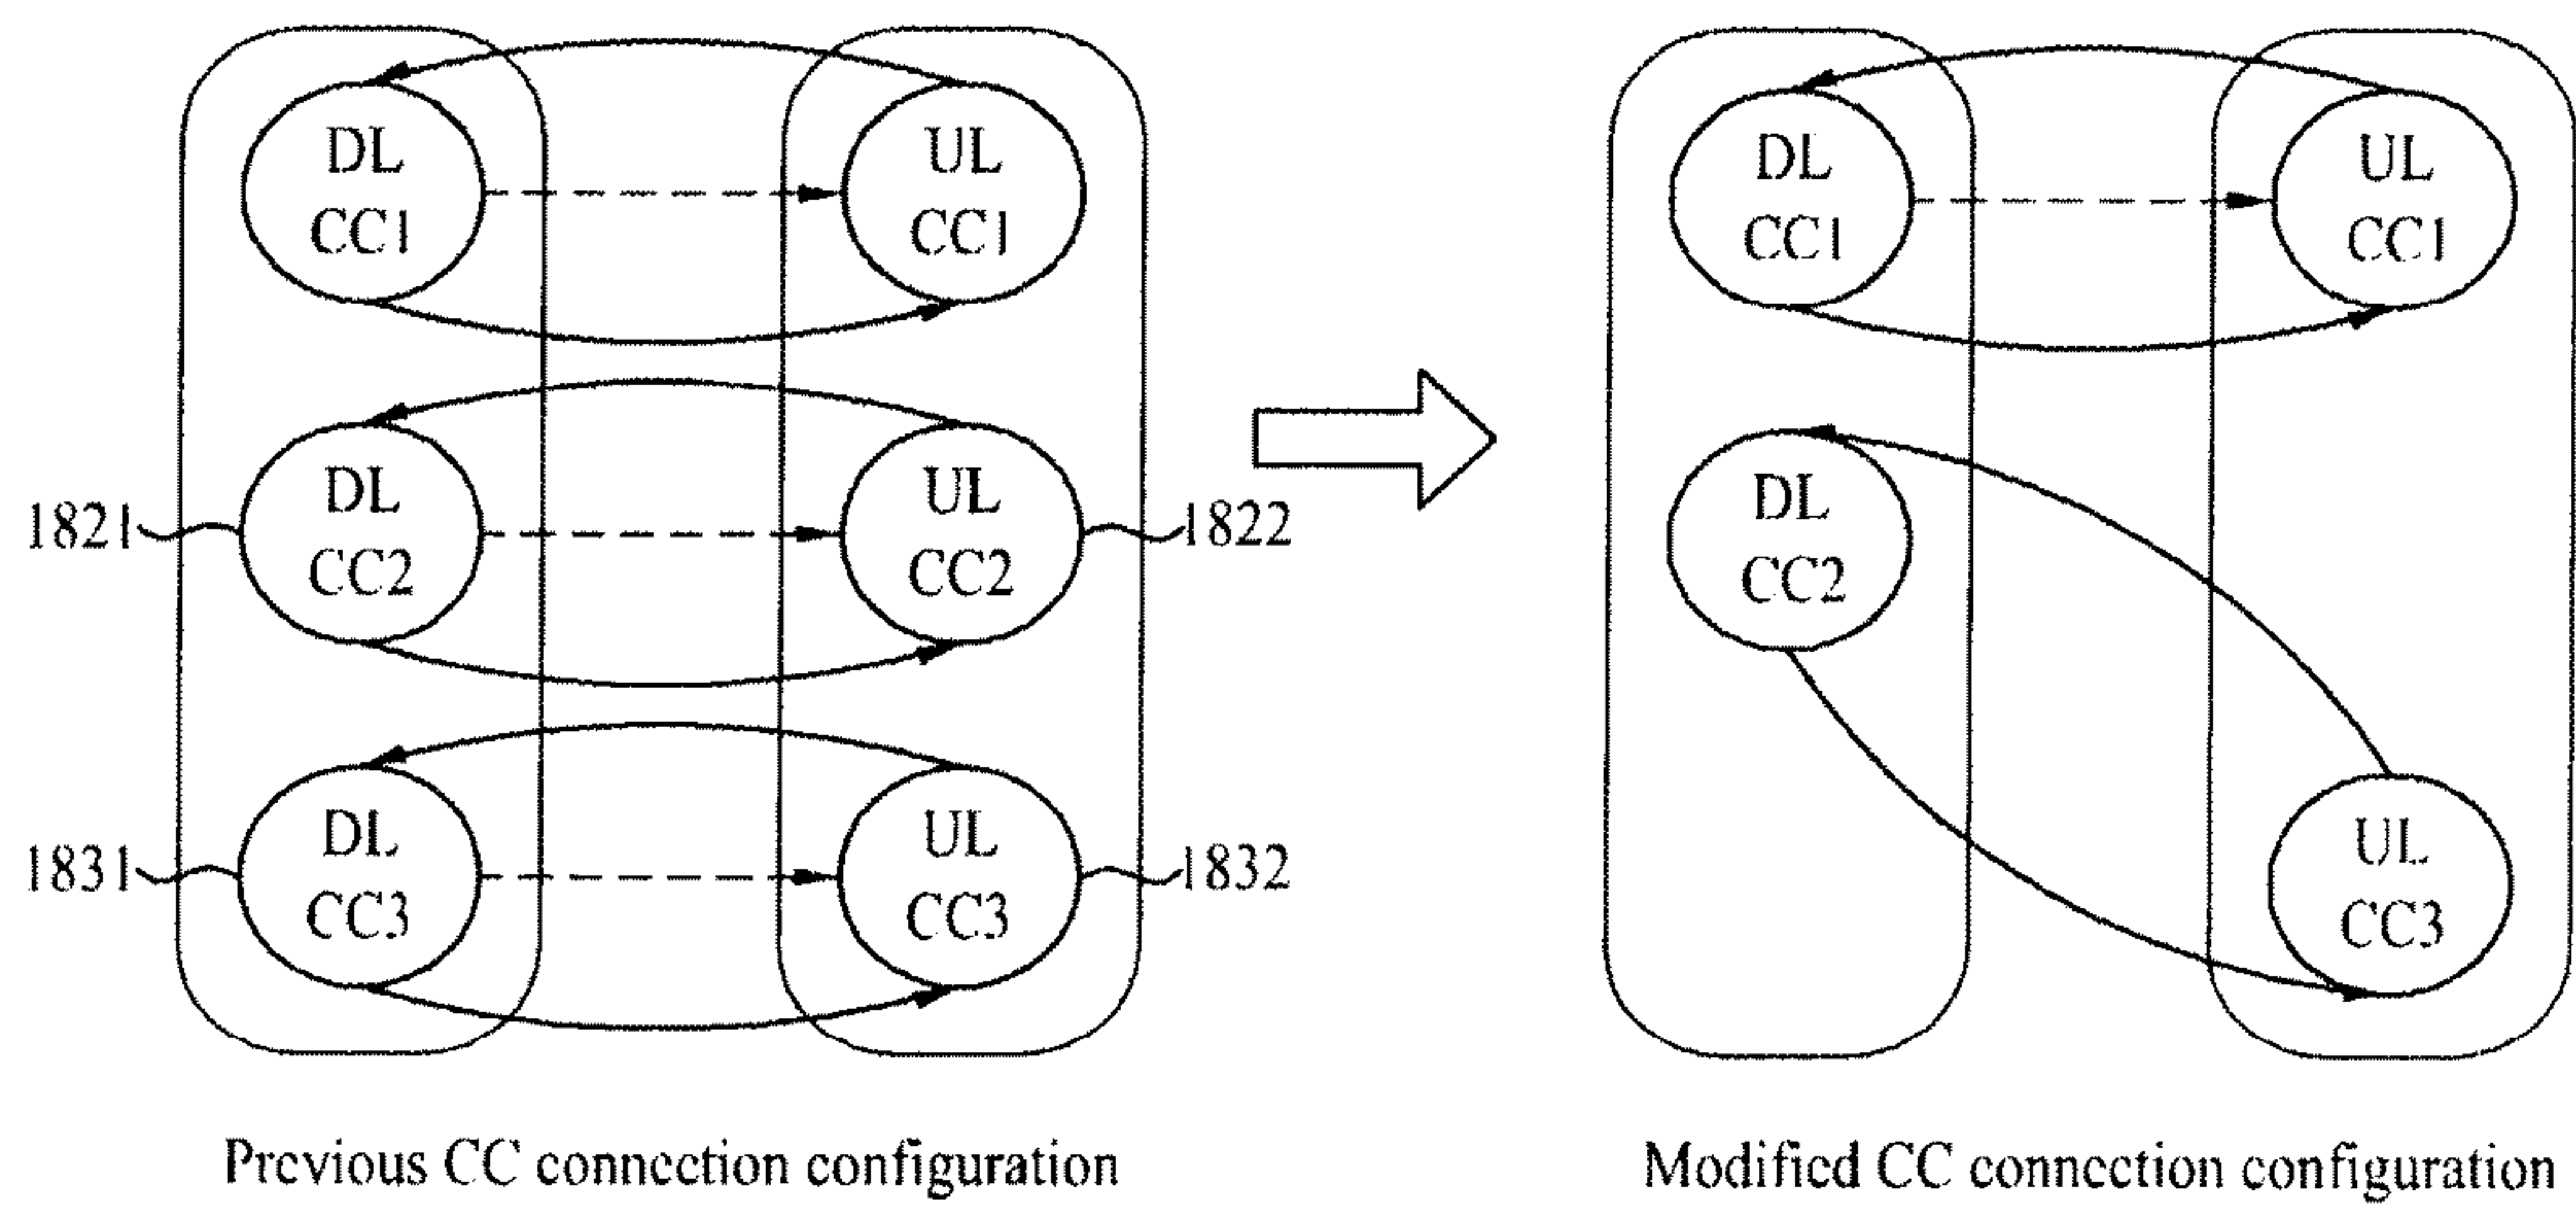 DL
CC1
UL
CC1
DL
CC1
UL
CC1
1821
DL
CC2
UL
CC2
1822
DL
CC2
1831
DL
CC3
UL
CC3
1832
UL
CC3
Previous CC connection configuration
Modified CC connection configuration